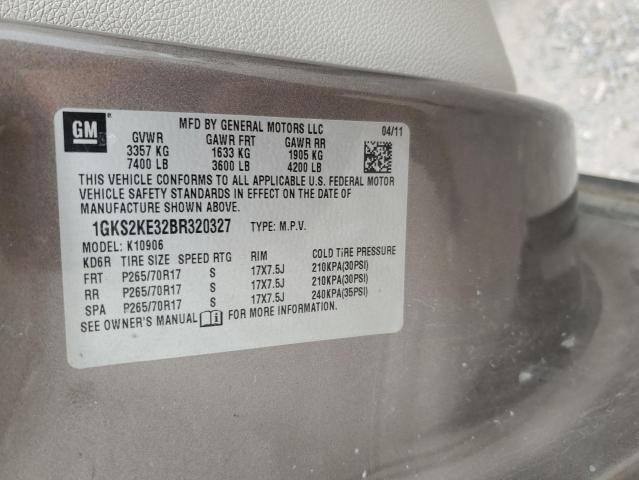 GM
MFD BY GENERAL MOTORS LLC 04/11
GVWR GAWR FRT GAWR RR
3357 KG 1633 KG 1905 KG
7400 LB 3600 LB 4200 LB
THIS VEHICLE CONFORMS TO ALL APPLICABLE U.S. FEDERAL MOTOR
VEHICLE SAFETY STANDARDS IN EFFECT ON THE DATE OF
MANUFACTURE SHOWN ABOVE.
1GKS2KE32BR320327 TYPE: M.P.V.
MODEL: K10906
KD6R TIRE SIZE SPEED RTG RIM COLD TIRE PRESSURE
FRT P265/70R17 S 17X7.5J 210KPA(30PSI)
RR P265/70R17 S 17X7.5J 210KPA(30PSI)
SPA P265/70R17 S 17X7.5J 240KPA(35PSI)
SEE OWNER'S MANUAL FOR MORE INFORMATION.